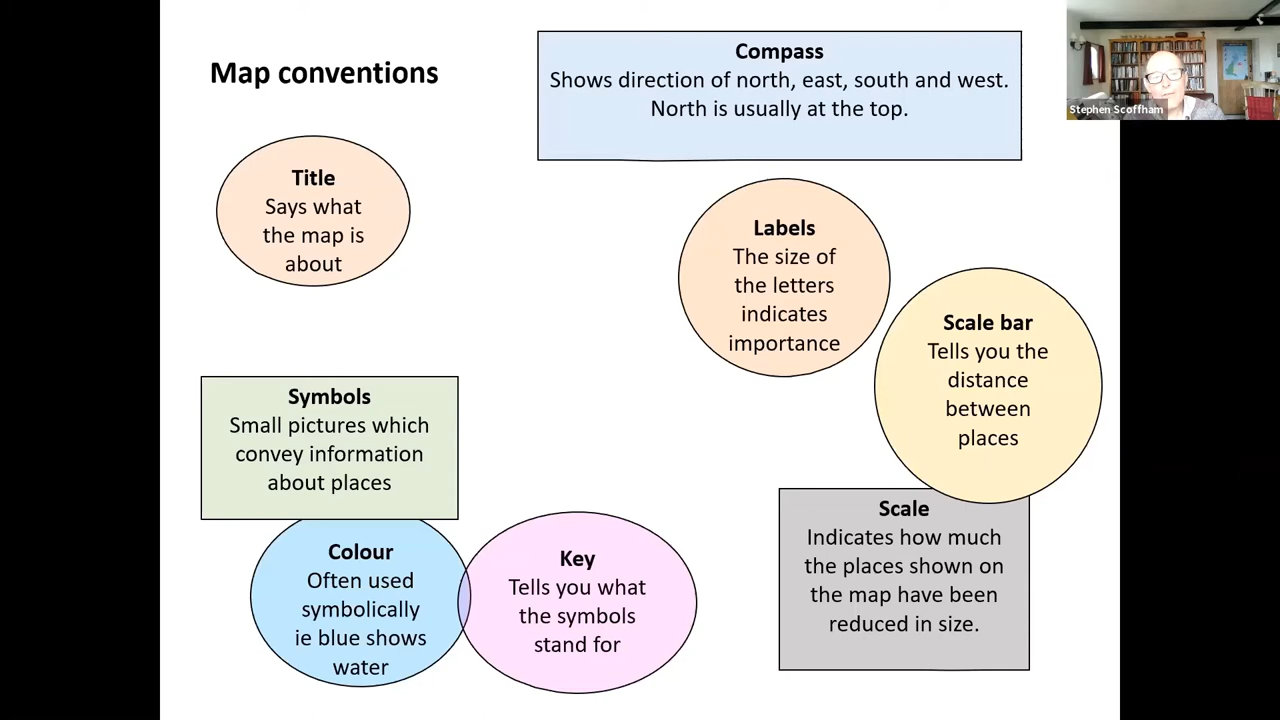 Map conventions
Compass
Shows direction of north, east, south and west.
North is usually at the top.
Stephen Scoffham
Title
Says what
the map is
about
Labels
The size of
the letters
indicates
importance
Scale bar
Tells you the
distance
between
places
Symbols
Small pictures which
convey information
about places
Colour
Often used
symbolically
ie blue shows
water
Key
Tells you what
the symbols
stand for
Scale
Indicates how much
the places shown on
the map have been
reduced in size.